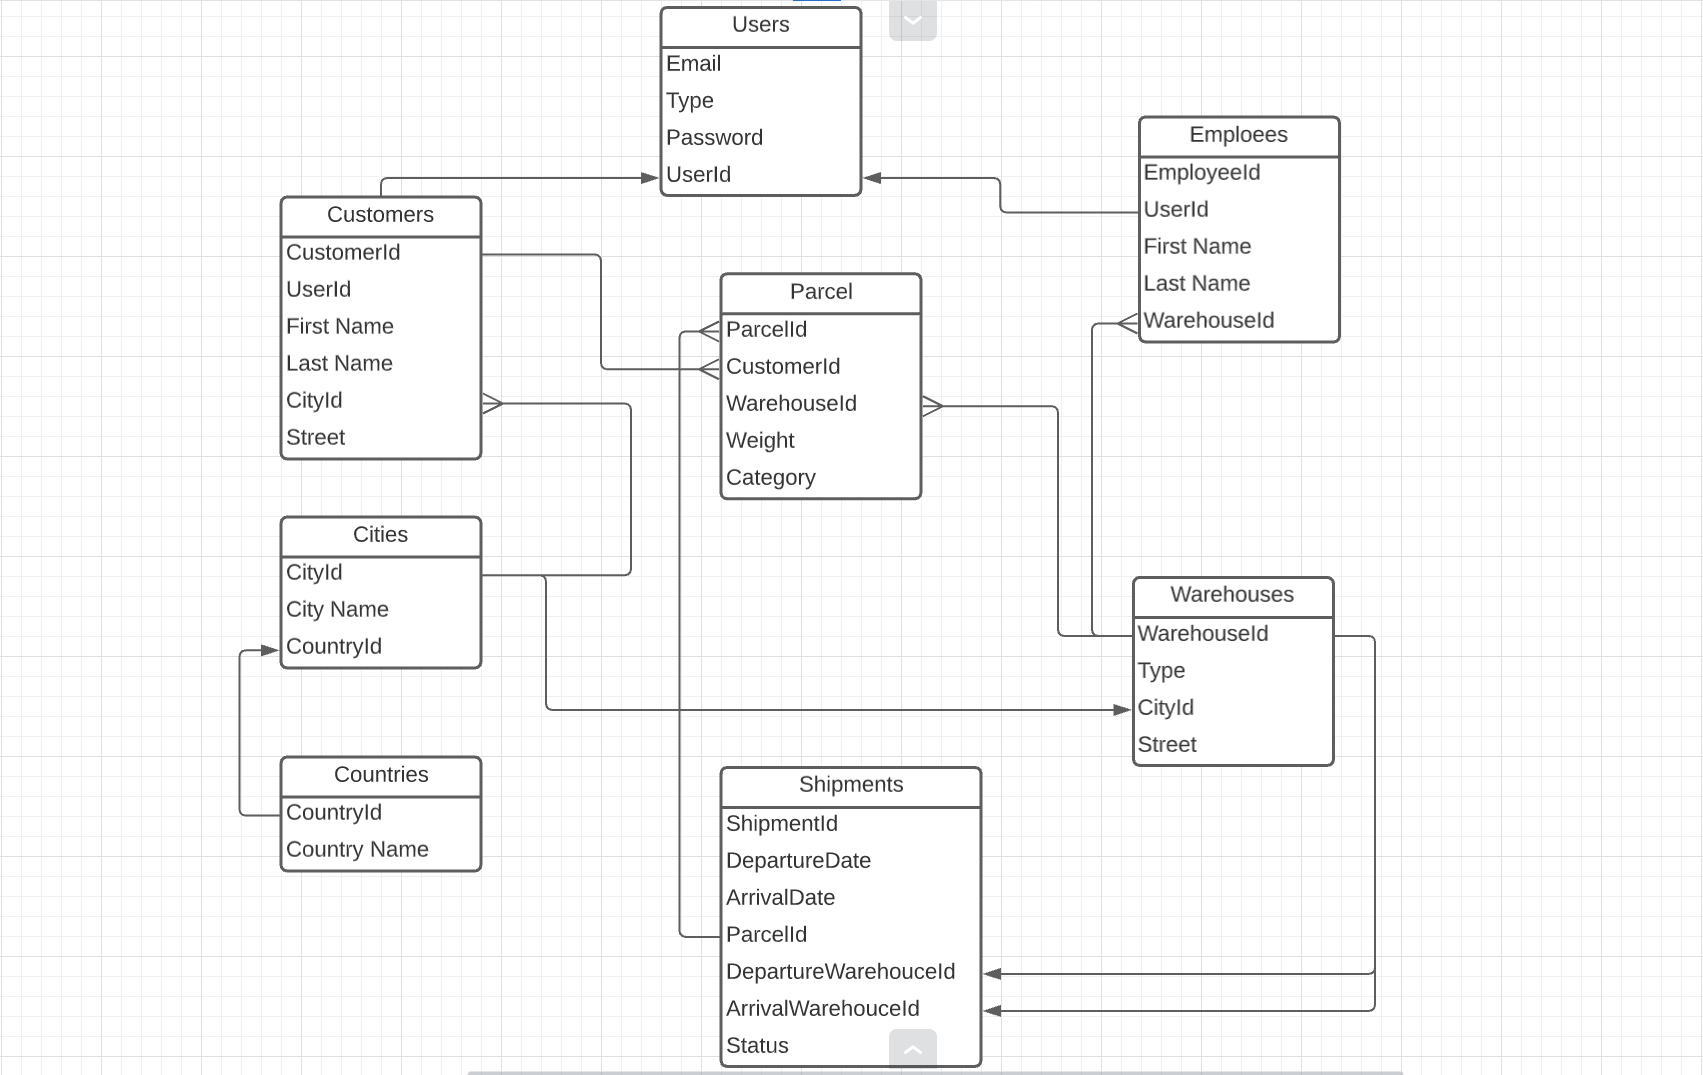 Users
Email
Type
Password
UserId
Emploees
EmployeeId
UserId
First Name
Last Name
WarehouseId
Customers
CustomerId
UserId
First Name
Last Name
CityId
Street
Parcel
ParcelId
CustomerId
WarehouseId
Weight
Category
Cities
CityId
City Name
CountryId
Warehouses
WarehouseId
Type
CityId
Street
Countries
CountryId
Country Name
Shipments
ShipmentId
DepartureDate
ArrivalDate
ParcelId
DepartureWarehouceId
ArrivalWarehouceId
Status